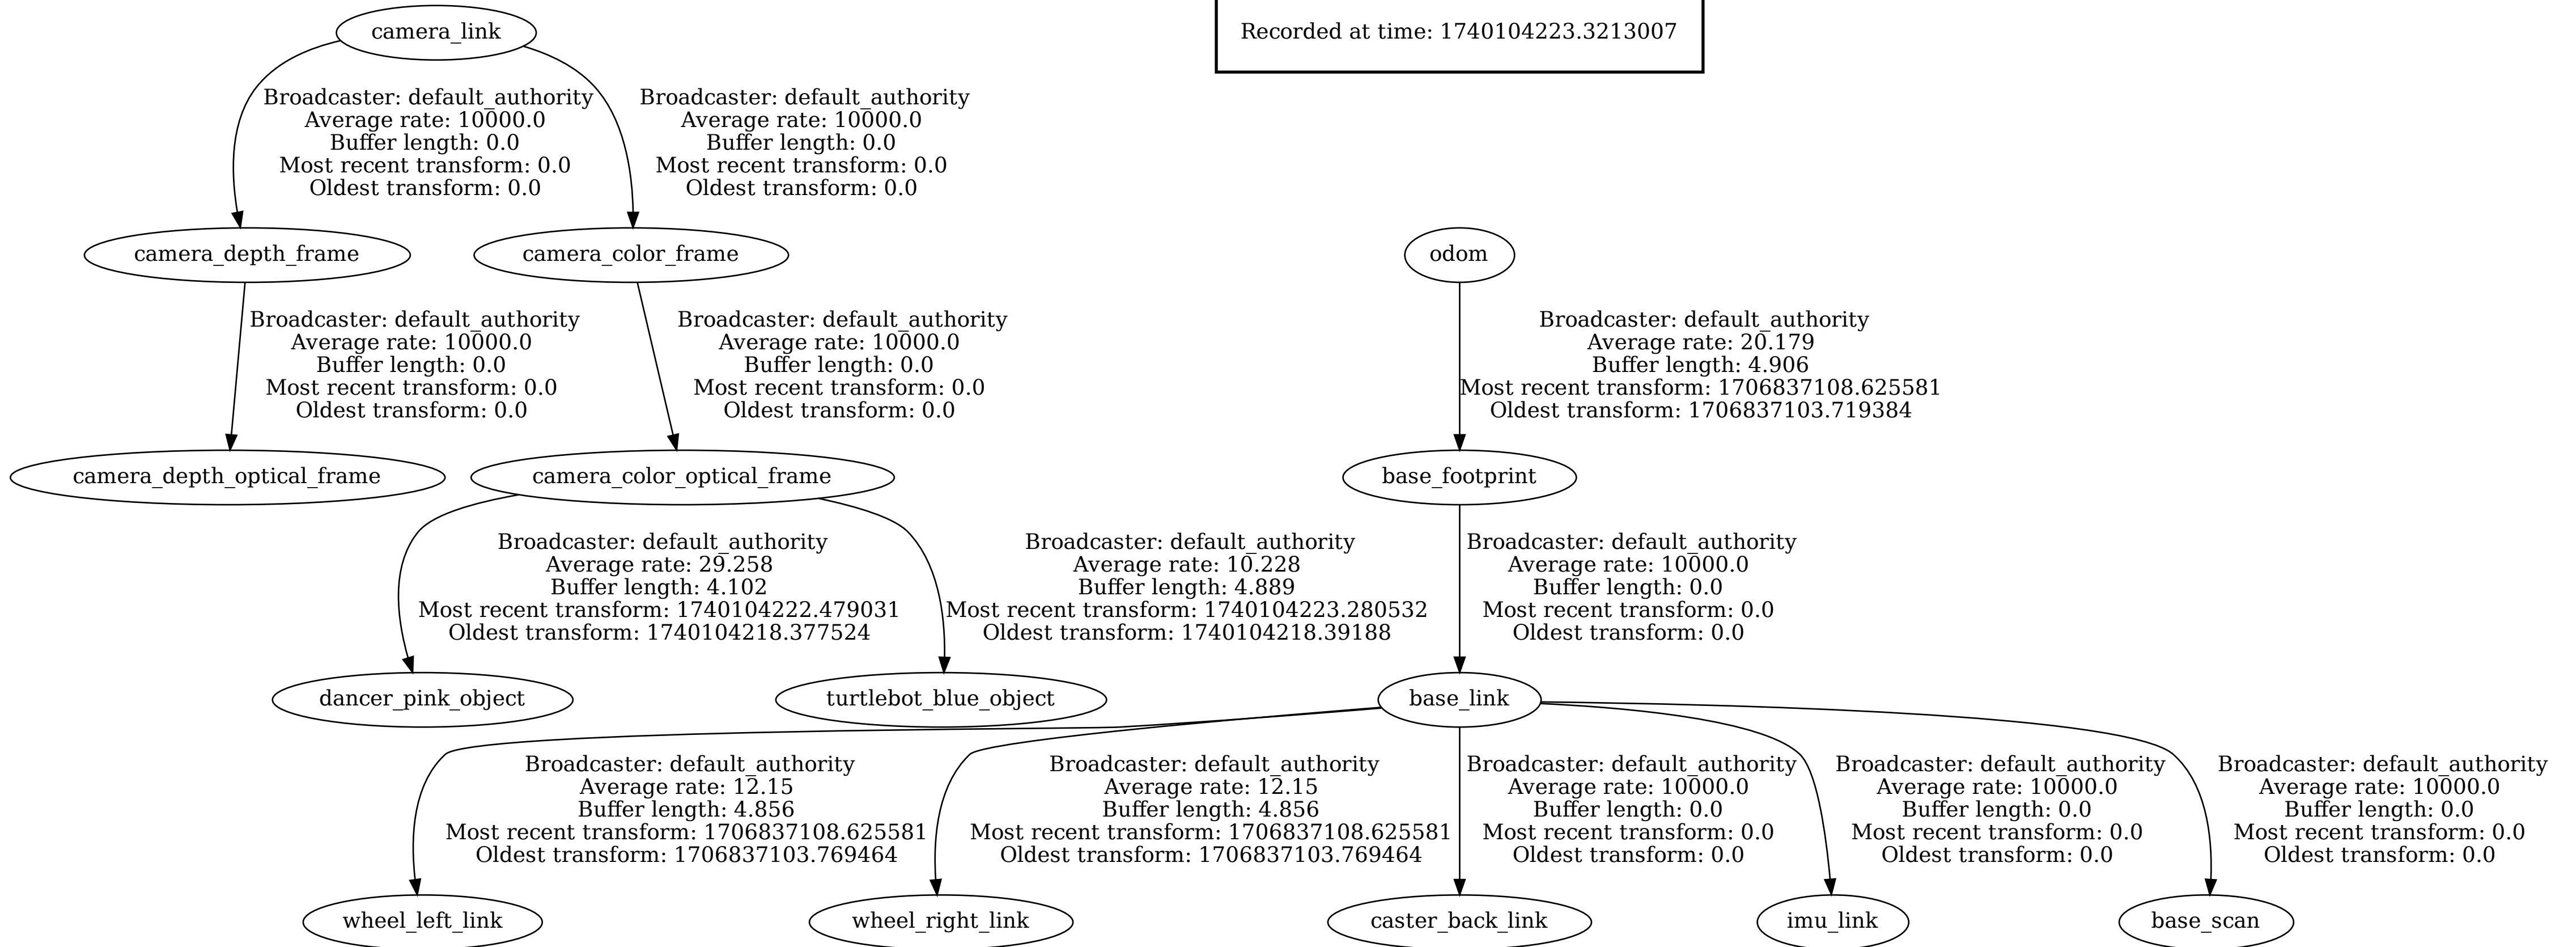 camera_link
Recorded at time: 1740104223.3213007
Broadcaster: default_authority
Average rate: 10000.0
Buffer length: 0.0
Most recent transform: 0.0
Oldest transform: 0.0
Broadcaster: default_authority
Average rate: 10000.0
Buffer length: 0.0
Most recent transform: 0.0
Oldest transform: 0.0
camera_depth_frame
camera_color_frame
odom
Broadcaster: default_authority
Average rate: 10000.0
Buffer length: 0.0
Most recent transform: 0.0
Oldest transform: 0.0
Broadcaster: default_authority
Average rate: 10000.0
Buffer length: 0.0
Most recent transform: 0.0
Oldest transform: 0.0
Broadcaster: default_authority
Average rate: 20.179
Buffer length: 4.906
Most recent transform: 1706837108.625581
Oldest transform: 1706837103.719384
camera_depth_optical_frame
camera_color_optical_frame
base_footprint
Broadcaster: default_authority
Average rate: 29.258
Buffer length: 4.102
Most recent transform: 1740104222.479031
Oldest transform: 1740104218.377524
Broadcaster: default_authority
Average rate: 10.228
Buffer length: 4.889
Most recent transform: 1740104223.280532
Oldest transform: 1740104218.39188
Broadcaster: default_authority
Average rate: 10000.0
Buffer length: 0.0
Most recent transform: 0.0
Oldest transform: 0.0
dancer_pink_object
turtlebot_blue_object
base_link
Broadcaster: default_authority
Average rate: 12.15
Buffer length: 4.856
Most recent transform: 1706837108.625581
Oldest transform: 1706837103.769464
Broadcaster: default_authority
Average rate: 12.15
Buffer length: 4.856
Most recent transform: 1706837108.625581
Oldest transform: 1706837103.769464
Broadcaster: default_authority
Average rate: 10000.0
Buffer length: 0.0
Most recent transform: 0.0
Oldest transform: 0.0
Broadcaster: default_authority
Average rate: 10000.0
Buffer length: 0.0
Most recent transform: 0.0
Oldest transform: 0.0
Broadcaster: default_authority
Average rate: 10000.0
Buffer length: 0.0
Most recent transform: 0.0
Oldest transform: 0.0
wheel_left_link
wheel_right_link
caster_back_link
imu_link
base_scan